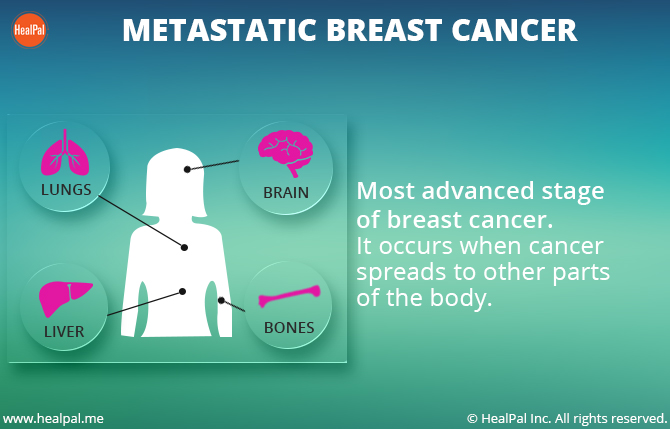 HealPal
METASTATIC BREAST CANCER
LUNGS
BRAIN
LIVER
BONES
Most advanced stage
of breast cancer.
It occurs when cancer
spreads to other parts
of the body.
www.healpal.me
© HealPal Inc. All rights reserved.